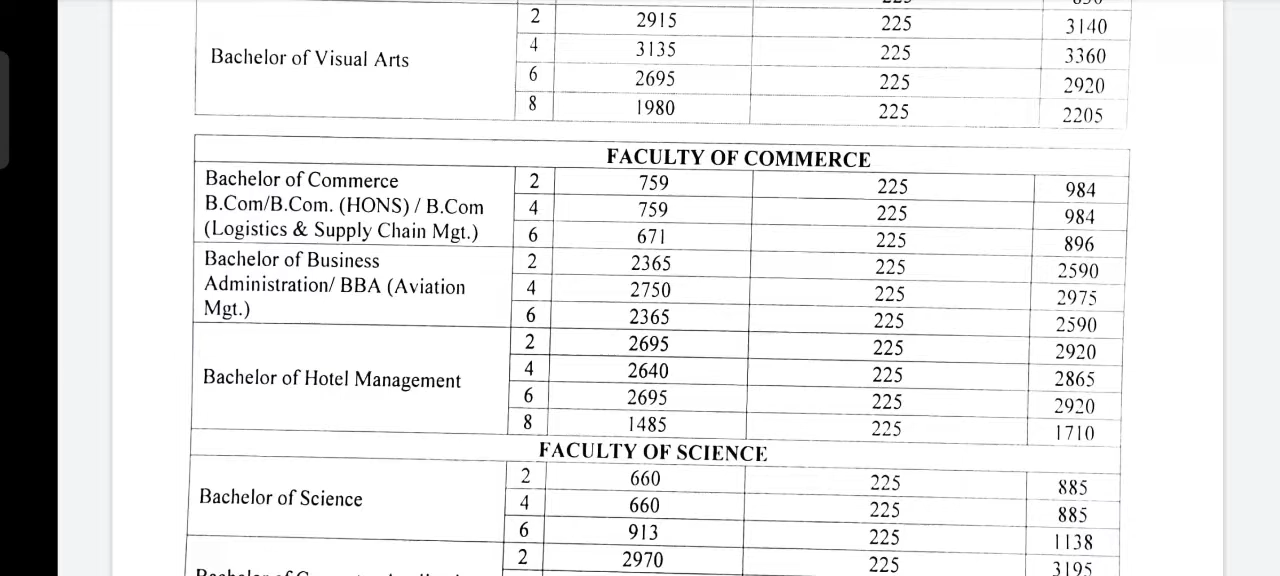 2 2915 225 3140
4 3135 225 3360
Bachelor of Visual Arts
6 2695 225 2920
8 1980 225 2205
FACULTY OF COMMERCE
Bachelor of Commerce 2 759 225 984
B.Com/B.Com. (HONS) / B.Com 4 759 225 984
(Logistics & Supply Chain Mgt.) 6 671 225 896
Bachelor of Business 2 2365 225 2590
Administration/ BBA (Aviation 4 2750 225 2975
Mgt.) 6 2365 225 2590
2 2695 225 2920
Bachelor of Hotel Management 4 2640 225 2865
6 2695 225 2920
8 1485 225 1710
FACULTY OF SCIENCE
2 660 225 885
Bachelor of Science 4 660 225 885
6 913 225 1138
2 2970 225 3195